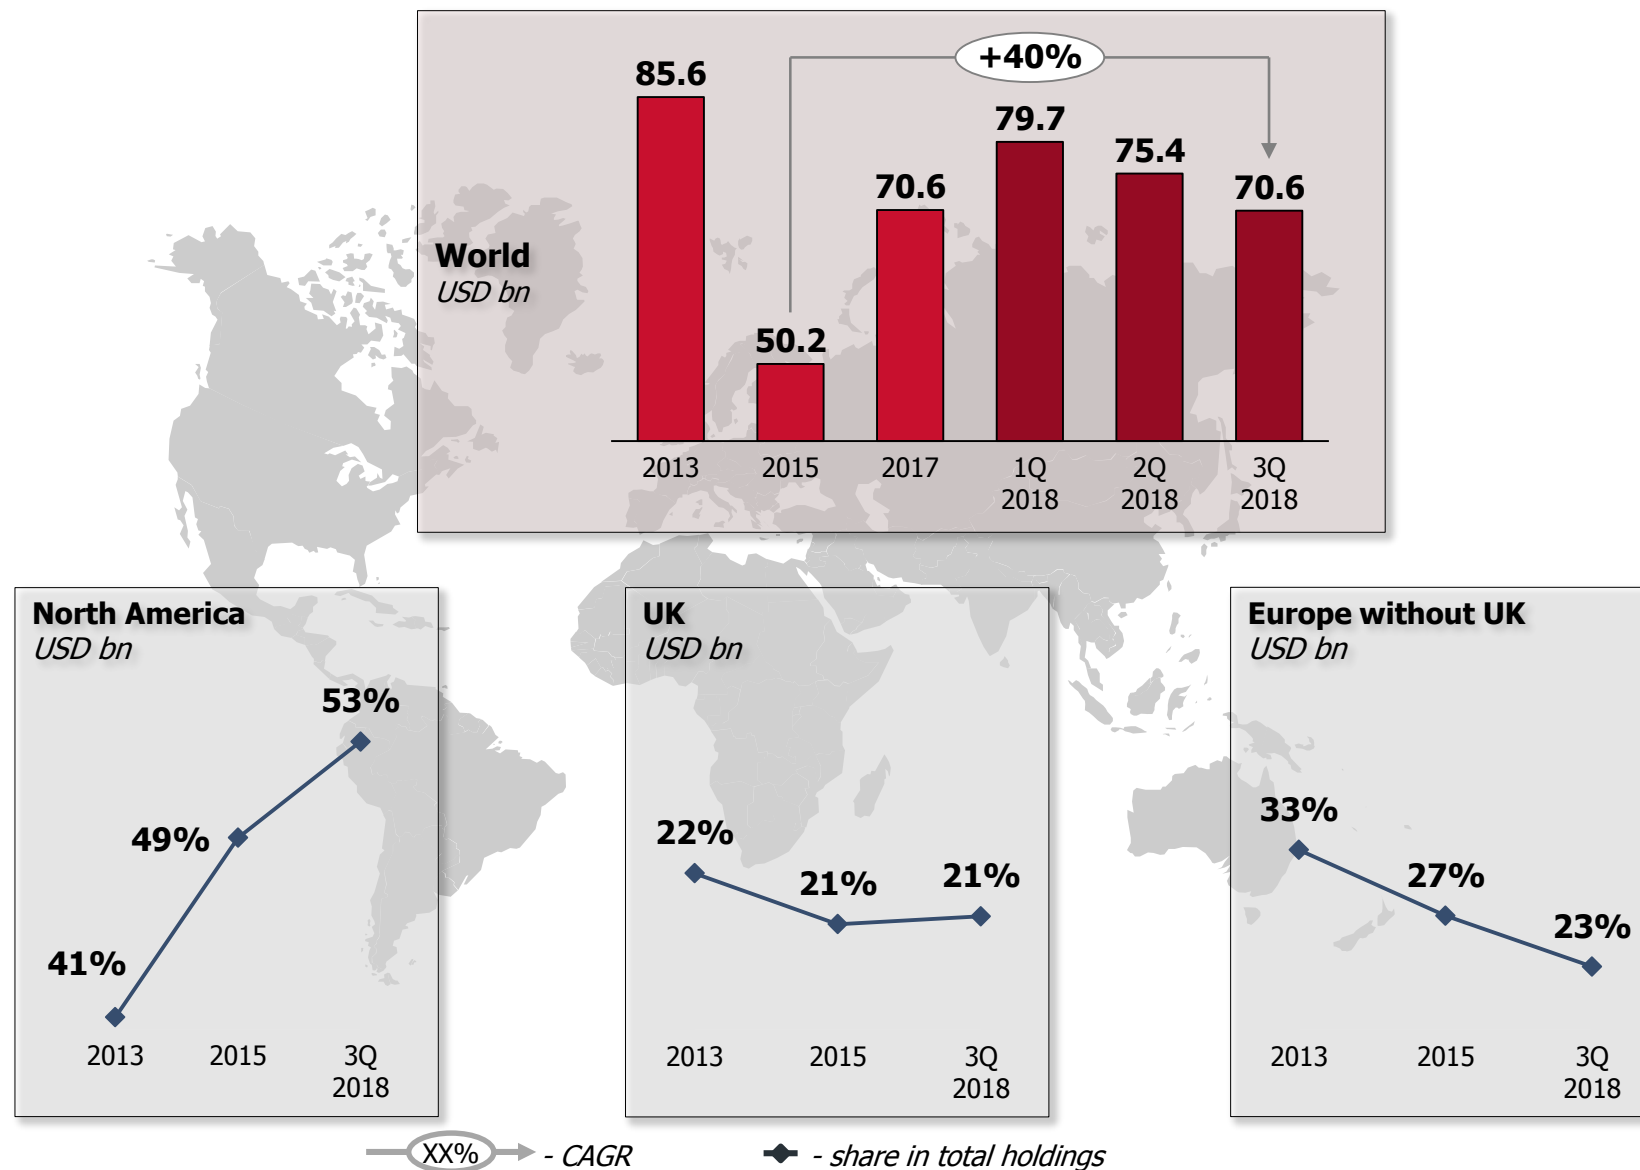 +40%
85.6
79.7
75.4
70.6
70.6
50.2
World
USD bn
2013
2015
2017
1Q
2018
2Q
2018
3Q
2018
North America
USD bn
53%
49%
41%
2013
2015
3Q
2018
UK
USD bn
22%
21%
21%
2013
2015
3Q
2018
Europe without UK
USD bn
33%
27%
23%
2013
2015
3Q
2018
XX% - CAGR
- share in total holdings